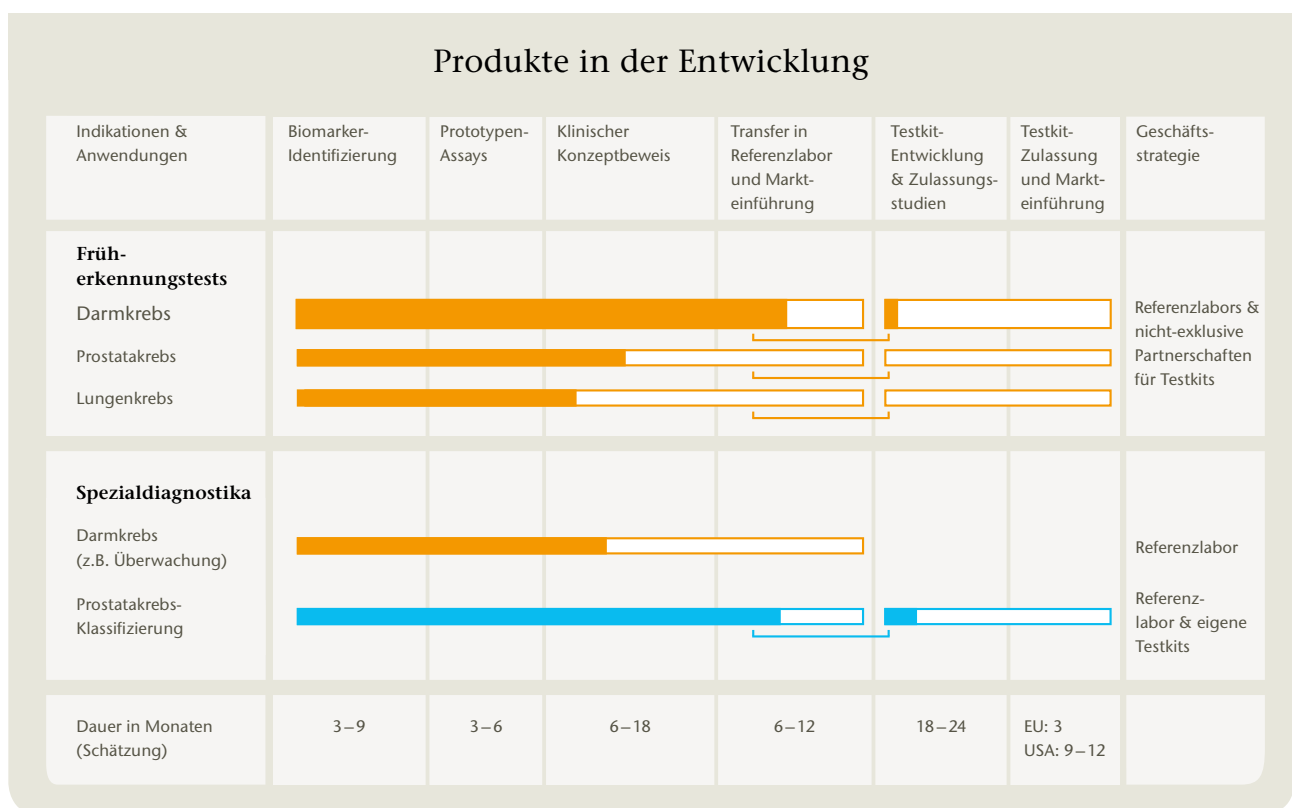 Produkte in der Entwicklung
Indikationen &
Anwendungen
Biomarker-
Identifizierung
Prototypen-
Assays
Klinischer
Konzeptbeweis
Transfer in
Referenzlabor
und Markt-
einführung
Testkit-
Entwicklung
& Zulassungs-
studien
Testkit-
Zulassung
und Markt-
einführung
Geschäfts-
strategie
Früh-
erkennungstests
Darmkrebs
Prostatakrebs
Lungenkrebs
Referenzlabors &
nicht-exklusive
Partnerschaften
für Testkits
Spezialdiagnostika
Darmkrebs
(z.B. Überwachung)
Referenzlabor
Prostatakrebs-
Klassifizierung
Referenz-
labor & eigene
Testkits
Dauer in Monaten
(Schätzung)
3–9
3–6
6–18
6–12
18–24
EU: 3
USA: 9–12